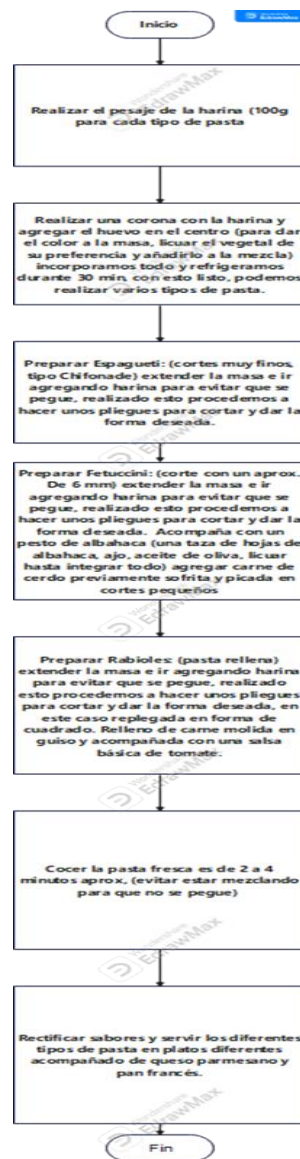 Inicio
Wondershare
EdrawMax
Realizar el pesaje de la harina (100g
para cada tipo de pasta
Realizar una corona con la harina y
agregar el huevo en el centro (para dar
el color a la masa, licuar el vegetal de
su preferencia y añadirlo a la mezcla)
incorporamos todo y refrigeramos
durante 30 min, con esto listo, podemos
realizar varios tipos de pasta.
Preparar Espagueti: (cortes muy finos,
tipo Chifonade) extender la masa e ir
agregando harina para evitar que se
pegue, realizado esto procedemos a
hacer unos pliegues para cortar y dar la
forma deseada.
Preparar Fetuccini: (corte con un aprox.
De 6 mm) extender la masa e ir
agregando harina para evitar que se
pegue, realizado esto procedemos a
hacer unos pliegues para cortar y dar la
forma deseada. Acompaña con un
pesto de albahaca (una taza de hojas de
albahaca, ajo, aceite de oliva, licuar
hasta integrar todo) agregar carne de
cerdo previamente sofrita y picada en
cortes pequeños
Preparar Rabioles: (pasta rellena)
extender la masa e ir agregando harina
para evitar que se pegue, realizado
esto procedemos a hacer unos pliegues
para cortar y dar la forma deseada, en
este caso replegada en forma de
cuadrado. Relleno de carne molida en
guiso y acompañada con una salsa
básica de tomate.
Cocer la pasta fresca es de 2 a 4
minutos aprox, (evitar estar mezclando
para que no se pegue)
Rectificar sabores y servir los diferentes
tipos de pasta en platos diferentes
acompañado de queso parmesano y
pan francés.
Fin